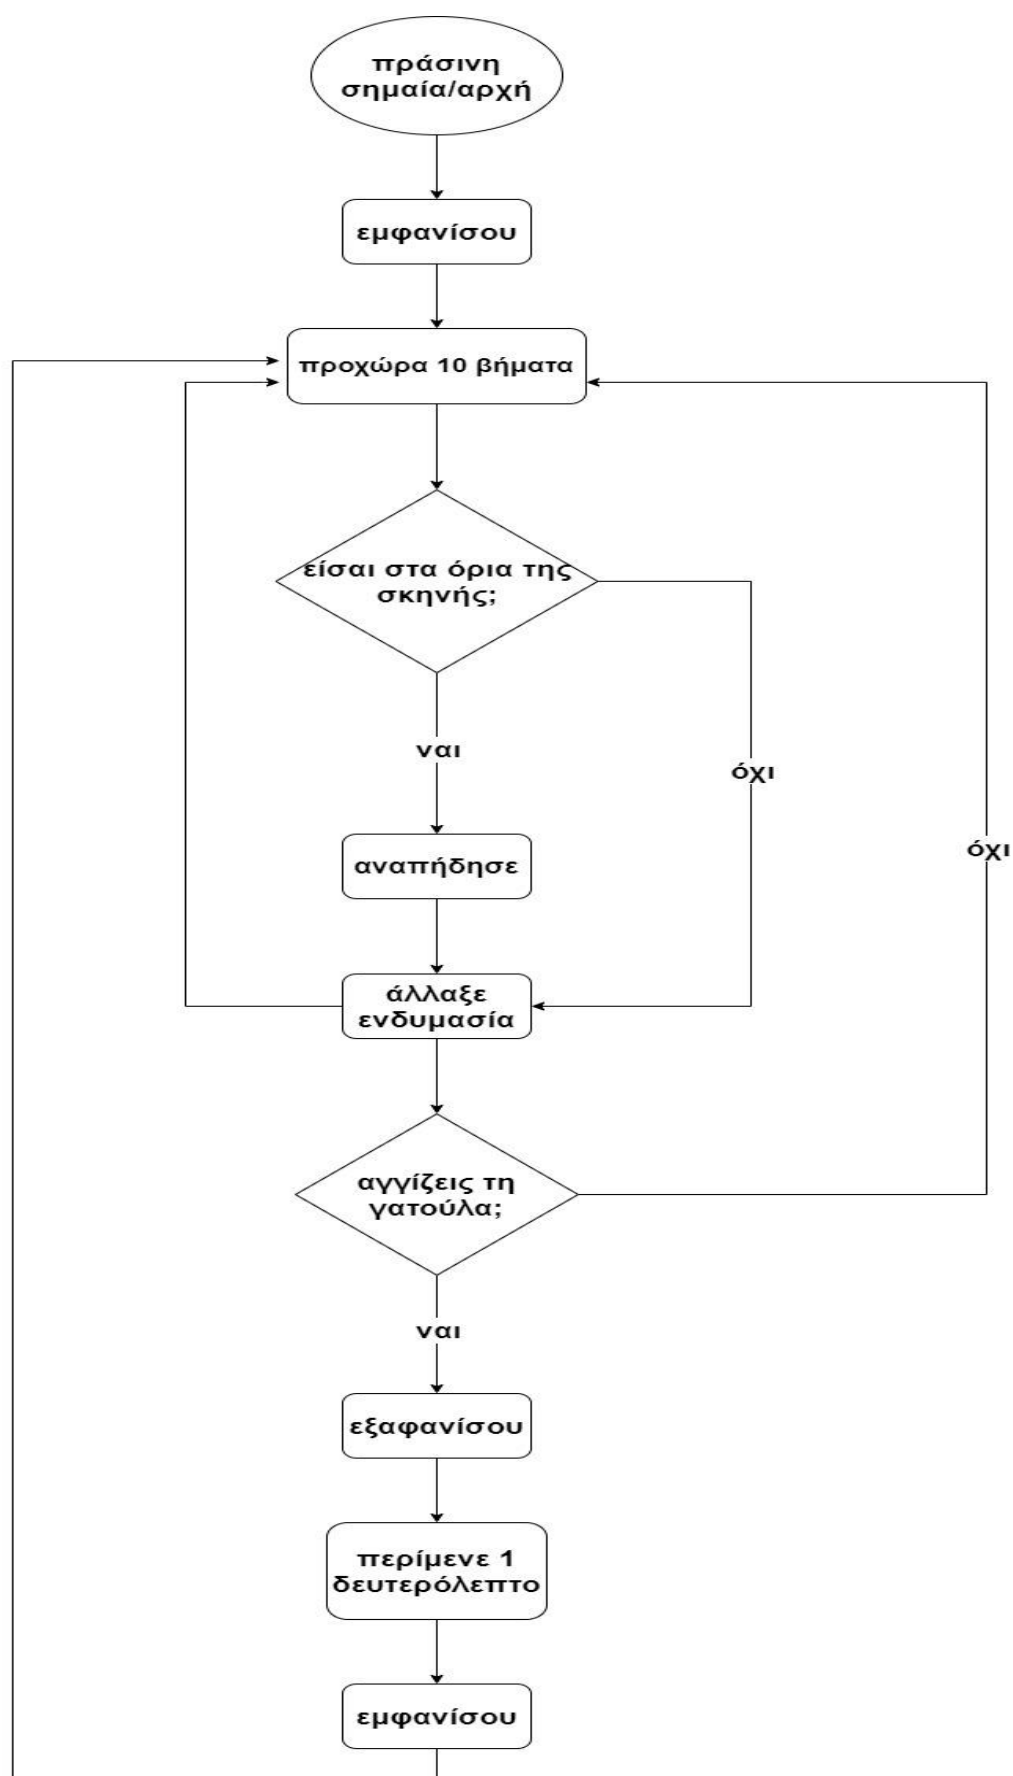 πράσινη
σημαία/αρχή
εμφανίσου
προχώρα 10 βήματα
είσαι στα όρια της
σκηνής;
ναι
όχι
όχι
αναπήδησε
άλλαξε
ενδυμασία
αγγίζεις τη
γατούλα;
ναι
εξαφανίσου
περίμενε 1
δευτερόλεπτο
εμφανίσου